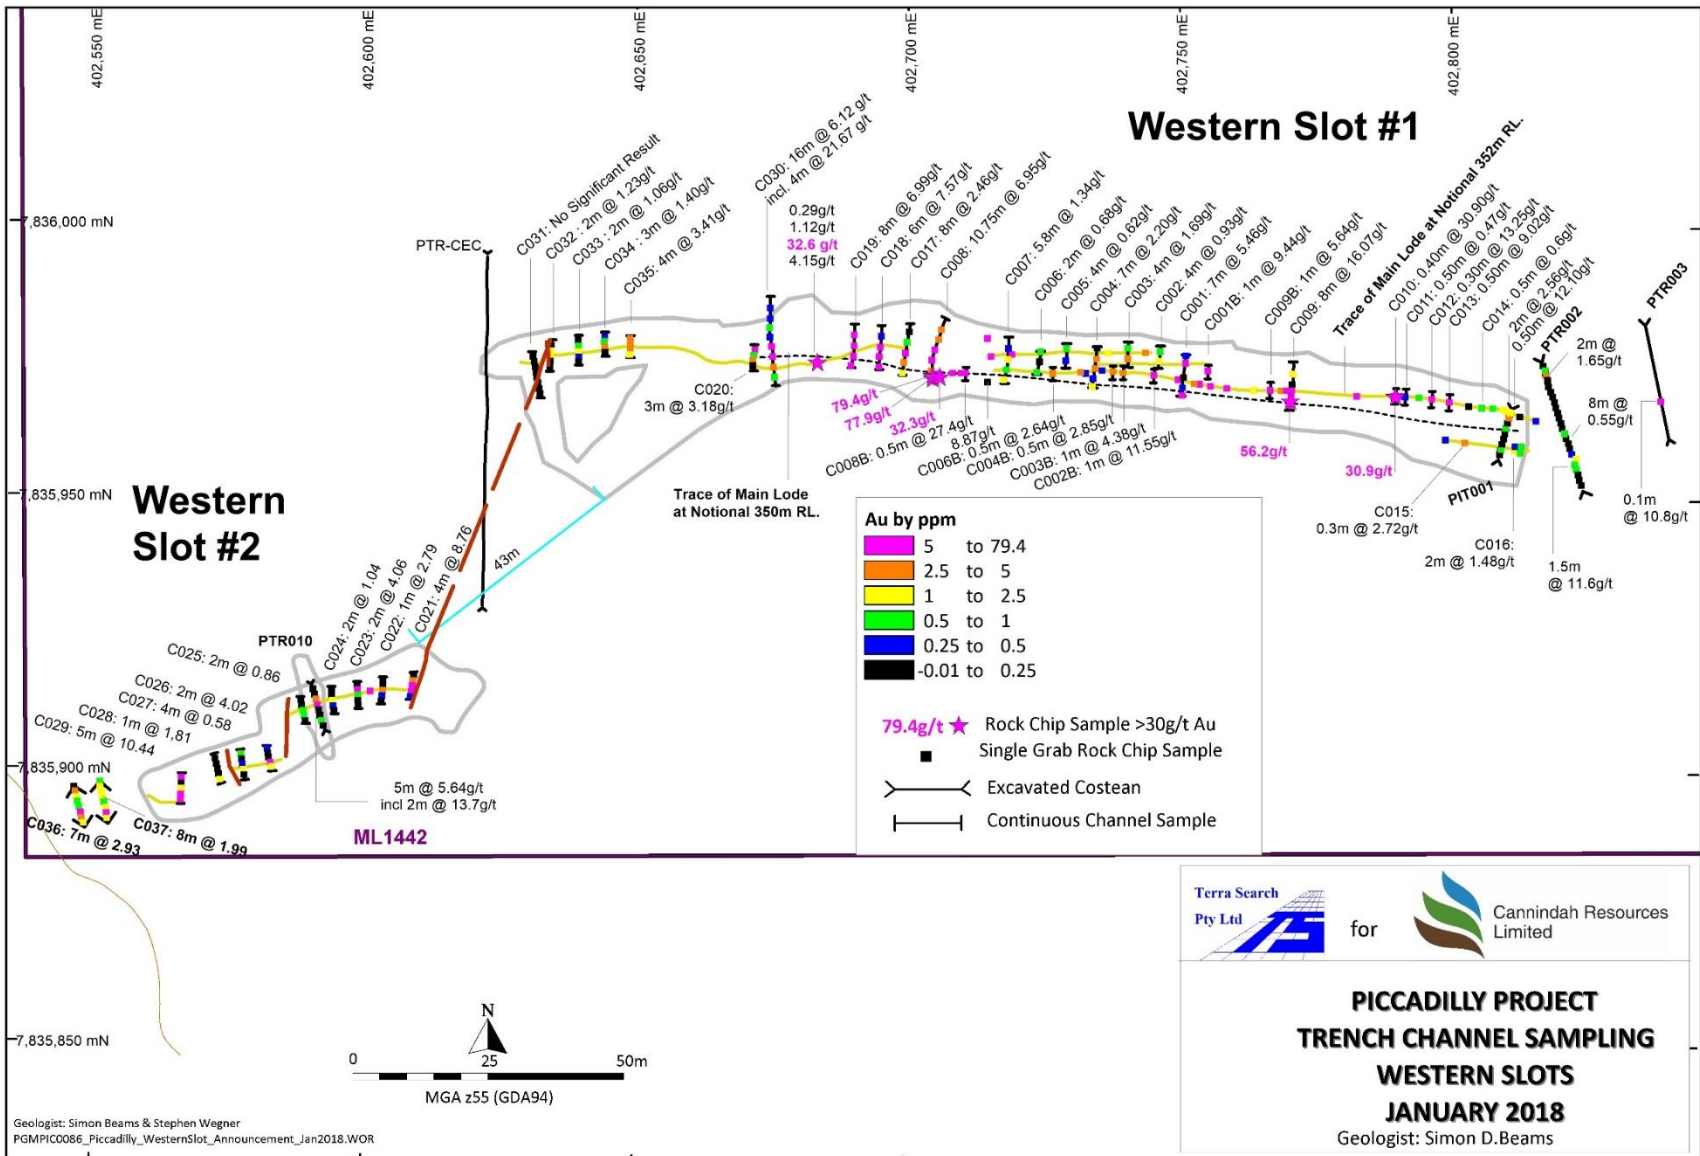 402,550 mE
402,600 mE
402,650 mE
402,700 mE
402,750 mE
402,800 mE
Western Slot #1
7,836,000 mN
PTR-CEC
C031: No Significant Result
C032 : 2m @ 1.23g/t
C033 : 2m @ 1.06g/t
C034 : 3m @ 1.40g/t
C035: 4m @ 3.41g/t
C030: 16m @ 6.12 g/t
incl. 4m @ 21.67 g/t
0.29g/t
1.12g/t
32.6 g/t
4.15g/t
C019: 8m @ 6.99g/t
C018: 6m @ 7.57g/t
C017: 8m @ 2.46g/t
C008: 10.75m @ 6.95g/t
C007: 5.8m @ 1.34g/t
C006: 2m @ 0.68g/t
C005: 4m @ 0.62g/t
C004: 7m @ 2.20g/t
C003: 4m @ 1.69g/t
C002: 4m @ 0.93g/t
C001: 7m @ 5.46g/t
C001B: 1m @ 9.44g/t
C009B: 1m @ 5.64g/t
C009: 8m @ 16.07g/t
Trace of Main Lode at Notional 352m RL.
C010: 0.40m @ 30.90g/t
C011: 0.50m @ 0.47g/t
C012: 0.30m @ 13.25g/t
C013: 0.50m @ 9.02g/t
C014: 0.5m @ 0.6g/t
2m @ 2.56g/t
0.50m @ 12.10g/t
PTR002
PTR003
2m @
1.65g/t
8m @
0.55g/t
0.1m
@ 10.8g/t
1.5m
@ 11.6g/t
C020:
3m @ 3.18g/t
79.4g/t
77.9g/t
32.3g/t
C008B: 0.5m @ 27.4g/t
8.87g/t
C006B: 0.5m @ 2.64g/t
C004B: 0.5m @ 2.85g/t
C003B: 1m @ 4.38g/t
C002B: 1m @ 11.55g/t
56.2g/t
30.9g/t
PIT001
C015:
0.3m @ 2.72g/t
C016:
2m @ 1.48g/t
Trace of Main Lode
at Notional 350m RL.
7,835,950 mN
Western
Slot #2
43m
C021: 4m @ 8.76
C022: 1m @ 2.79
C023: 2m @ 4.06
C024: 2m @ 1.04
PTR010
C025: 2m @ 0.86
C026: 2m @ 4.02
C027: 4m @ 0.58
C028: 1m @ 1.81
C029: 5m @ 10.44
7,835,900 mN
5m @ 5.64g/t
incl 2m @ 13.7g/t
C036: 7m @ 2.93
C037: 8m @ 1.99
ML1442
Au by ppm
5 to 79.4
2.5 to 5
1 to 2.5
0.5 to 1
0.25 to 0.5
-0.01 to 0.25
79.4g/t Rock Chip Sample >30g/t Au
Single Grab Rock Chip Sample
Excavated Costean
Continuous Channel Sample
7,835,850 mN
N
0 25 50m
MGA z55 (GDA94)
Terra Search
Pty Ltd
TS
for
Cannindah Resources
Limited
PICCADILLY PROJECT
TRENCH CHANNEL SAMPLING
WESTERN SLOTS
JANUARY 2018
Geologist: Simon D.Beams
Geologist: Simon Beams & Stephen Wegner
PGMPIC0086_Piccadilly_WesternSlot_Announcement_Jan2018.WOR